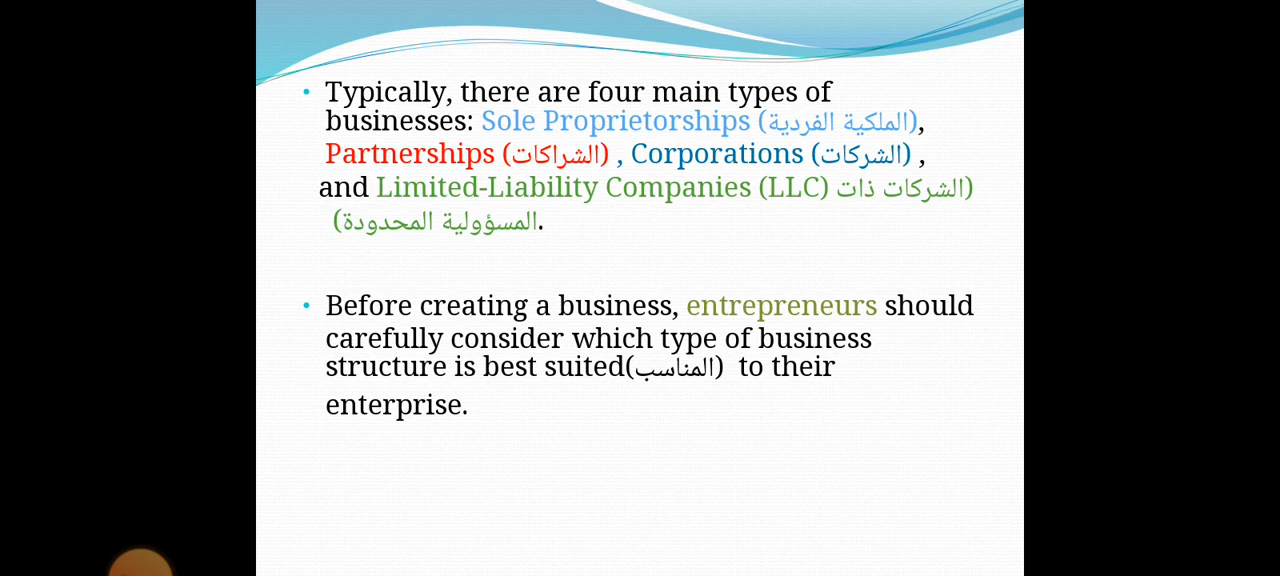 Typically, there are four main types of
businesses: Sole Proprietorships (الملكية الفردية),
Partnerships (الشراكات) , Corporations (الشركات) ,
and Limited-Liability Companies (LLC) الشركات ذات)
(المسؤولية المحدودة.
Before creating a business, entrepreneurs should
carefully consider which type of business
structure is best suited(المناسب) to their
enterprise.